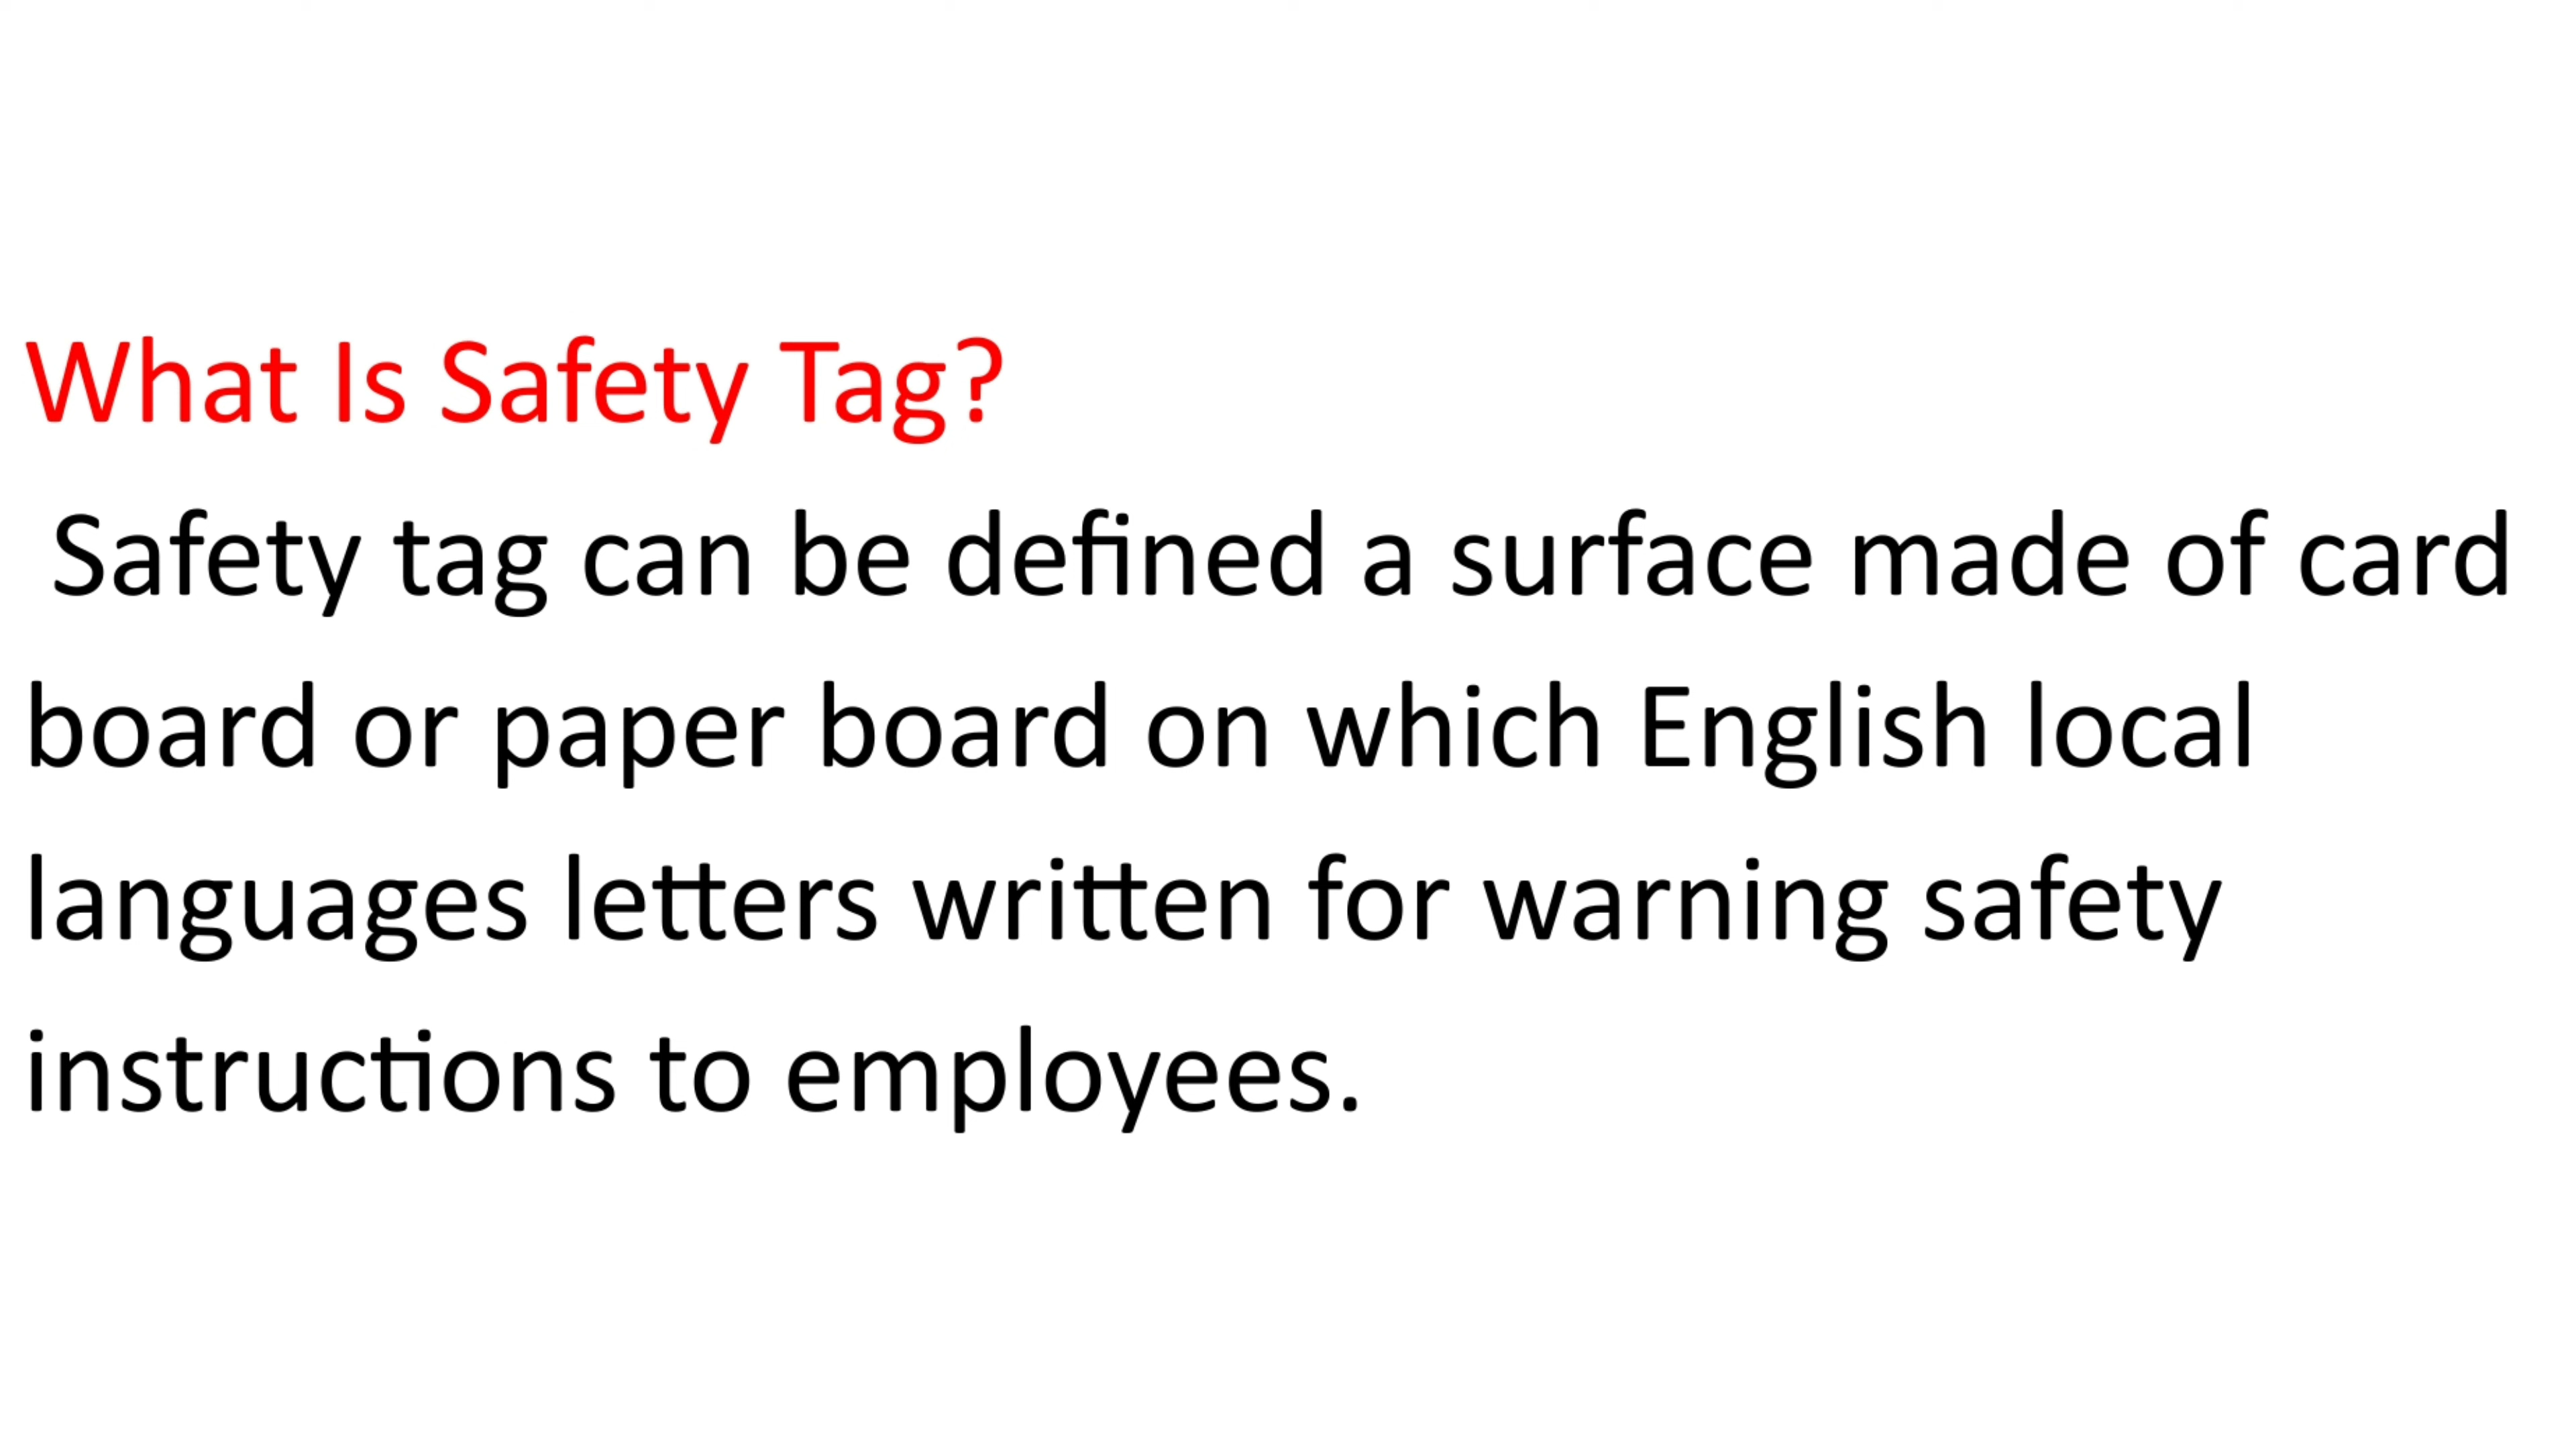 What Is Safety Tag?
Safety tag can be defined a surface made of card
board or paper board on which English local
languages letters written for warning safety
instructions to employees.